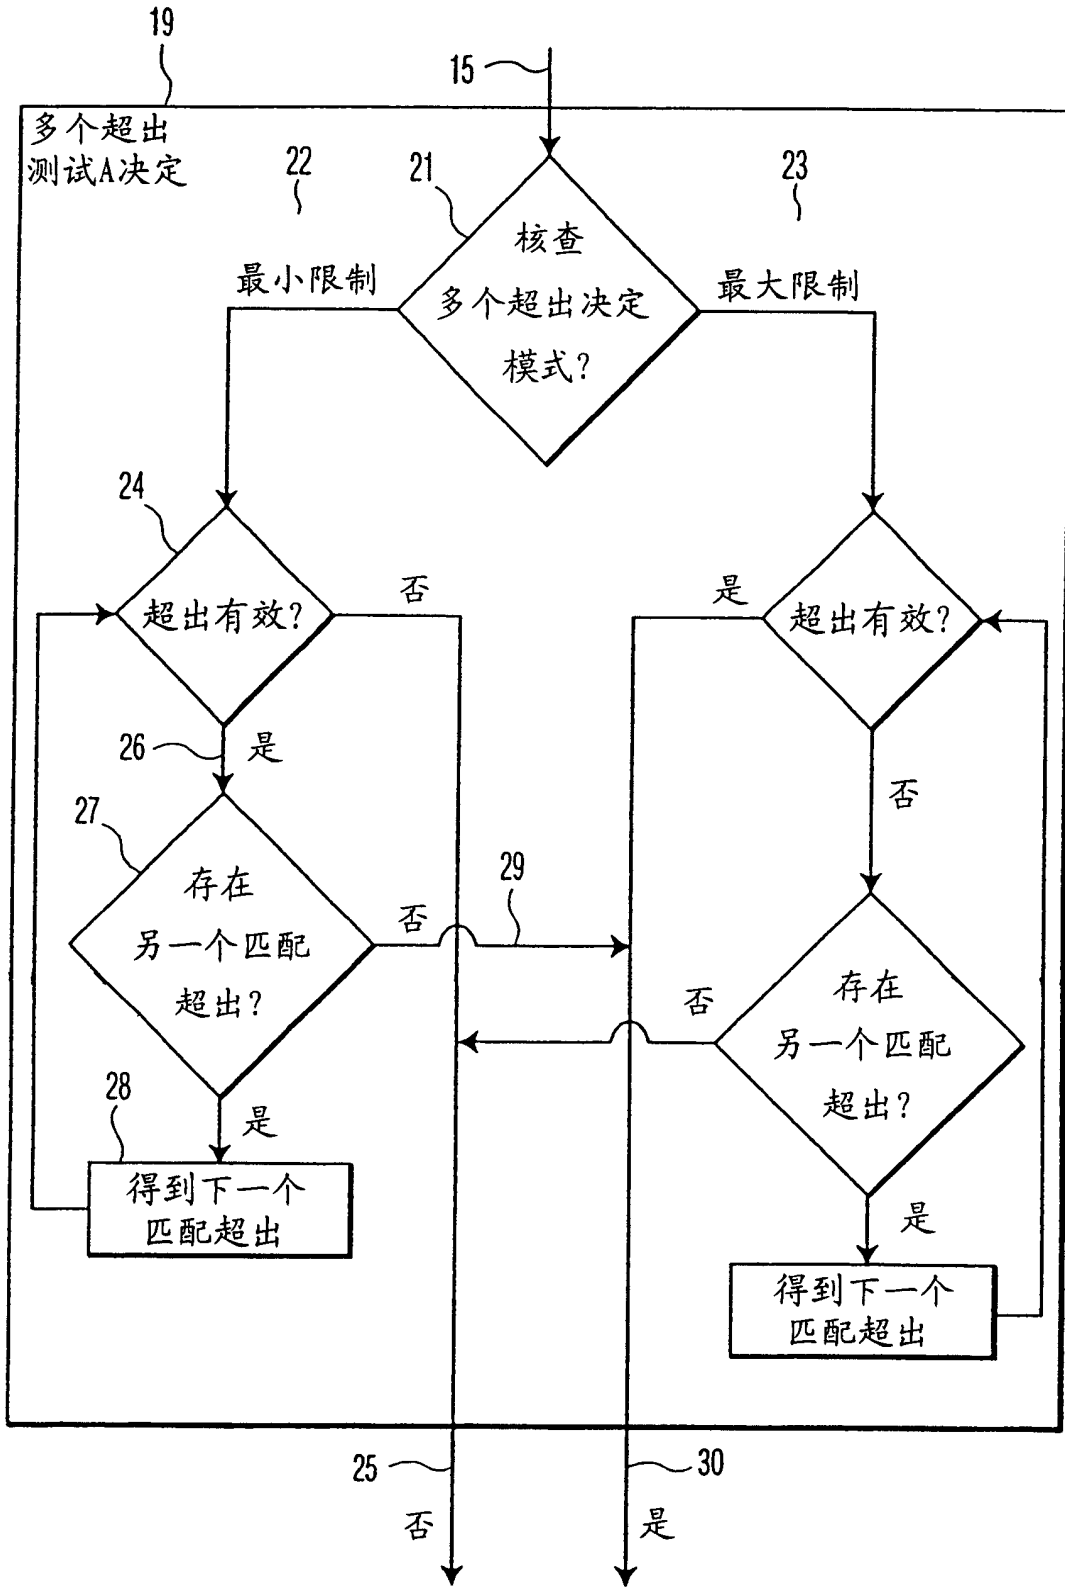 19
15
多个超出
测试A决定
22
21
23
核查
多个超出决定
模式?
最小限制
最大限制
24
否
是
超出有效?
超出有效?
26
是
否
27
存在
另一个匹配
超出?
否
29
否
存在
另一个匹配
超出?
28
是
得到下一个
匹配超出
是
得到下一个
匹配超出
25
30
否
是